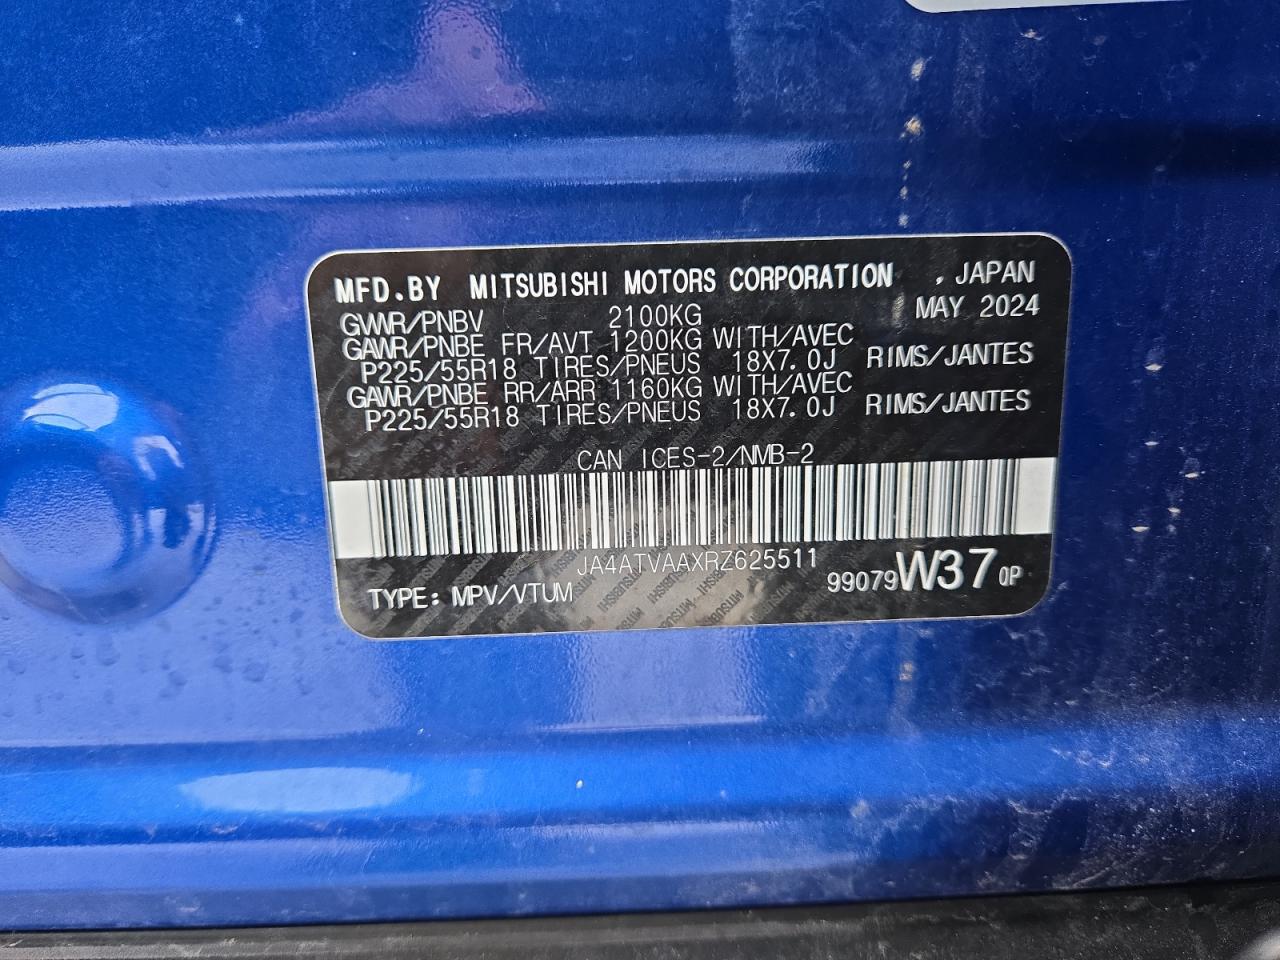 MFD.BY MITSUBISHI MOTORS CORPORATION , JAPAN
MAY 2024
GVWR/PNBV 2100KG
GAWR/PNBE FR/AVT 1200KG WITH/AVEC
P225/55R18 TIRES/PNEUS 18X7.0J RIMS/JANTES
GAWR/PNBE RR/ARR 1160KG WITH/AVEC
P225/55R18 TIRES/PNEUS 18X7.0J RIMS/JANTES
CAN ICES-2/NMB-2
JA4ATVAAXRZ625511
TYPE: MPV/VTUM 99079 W37 0P